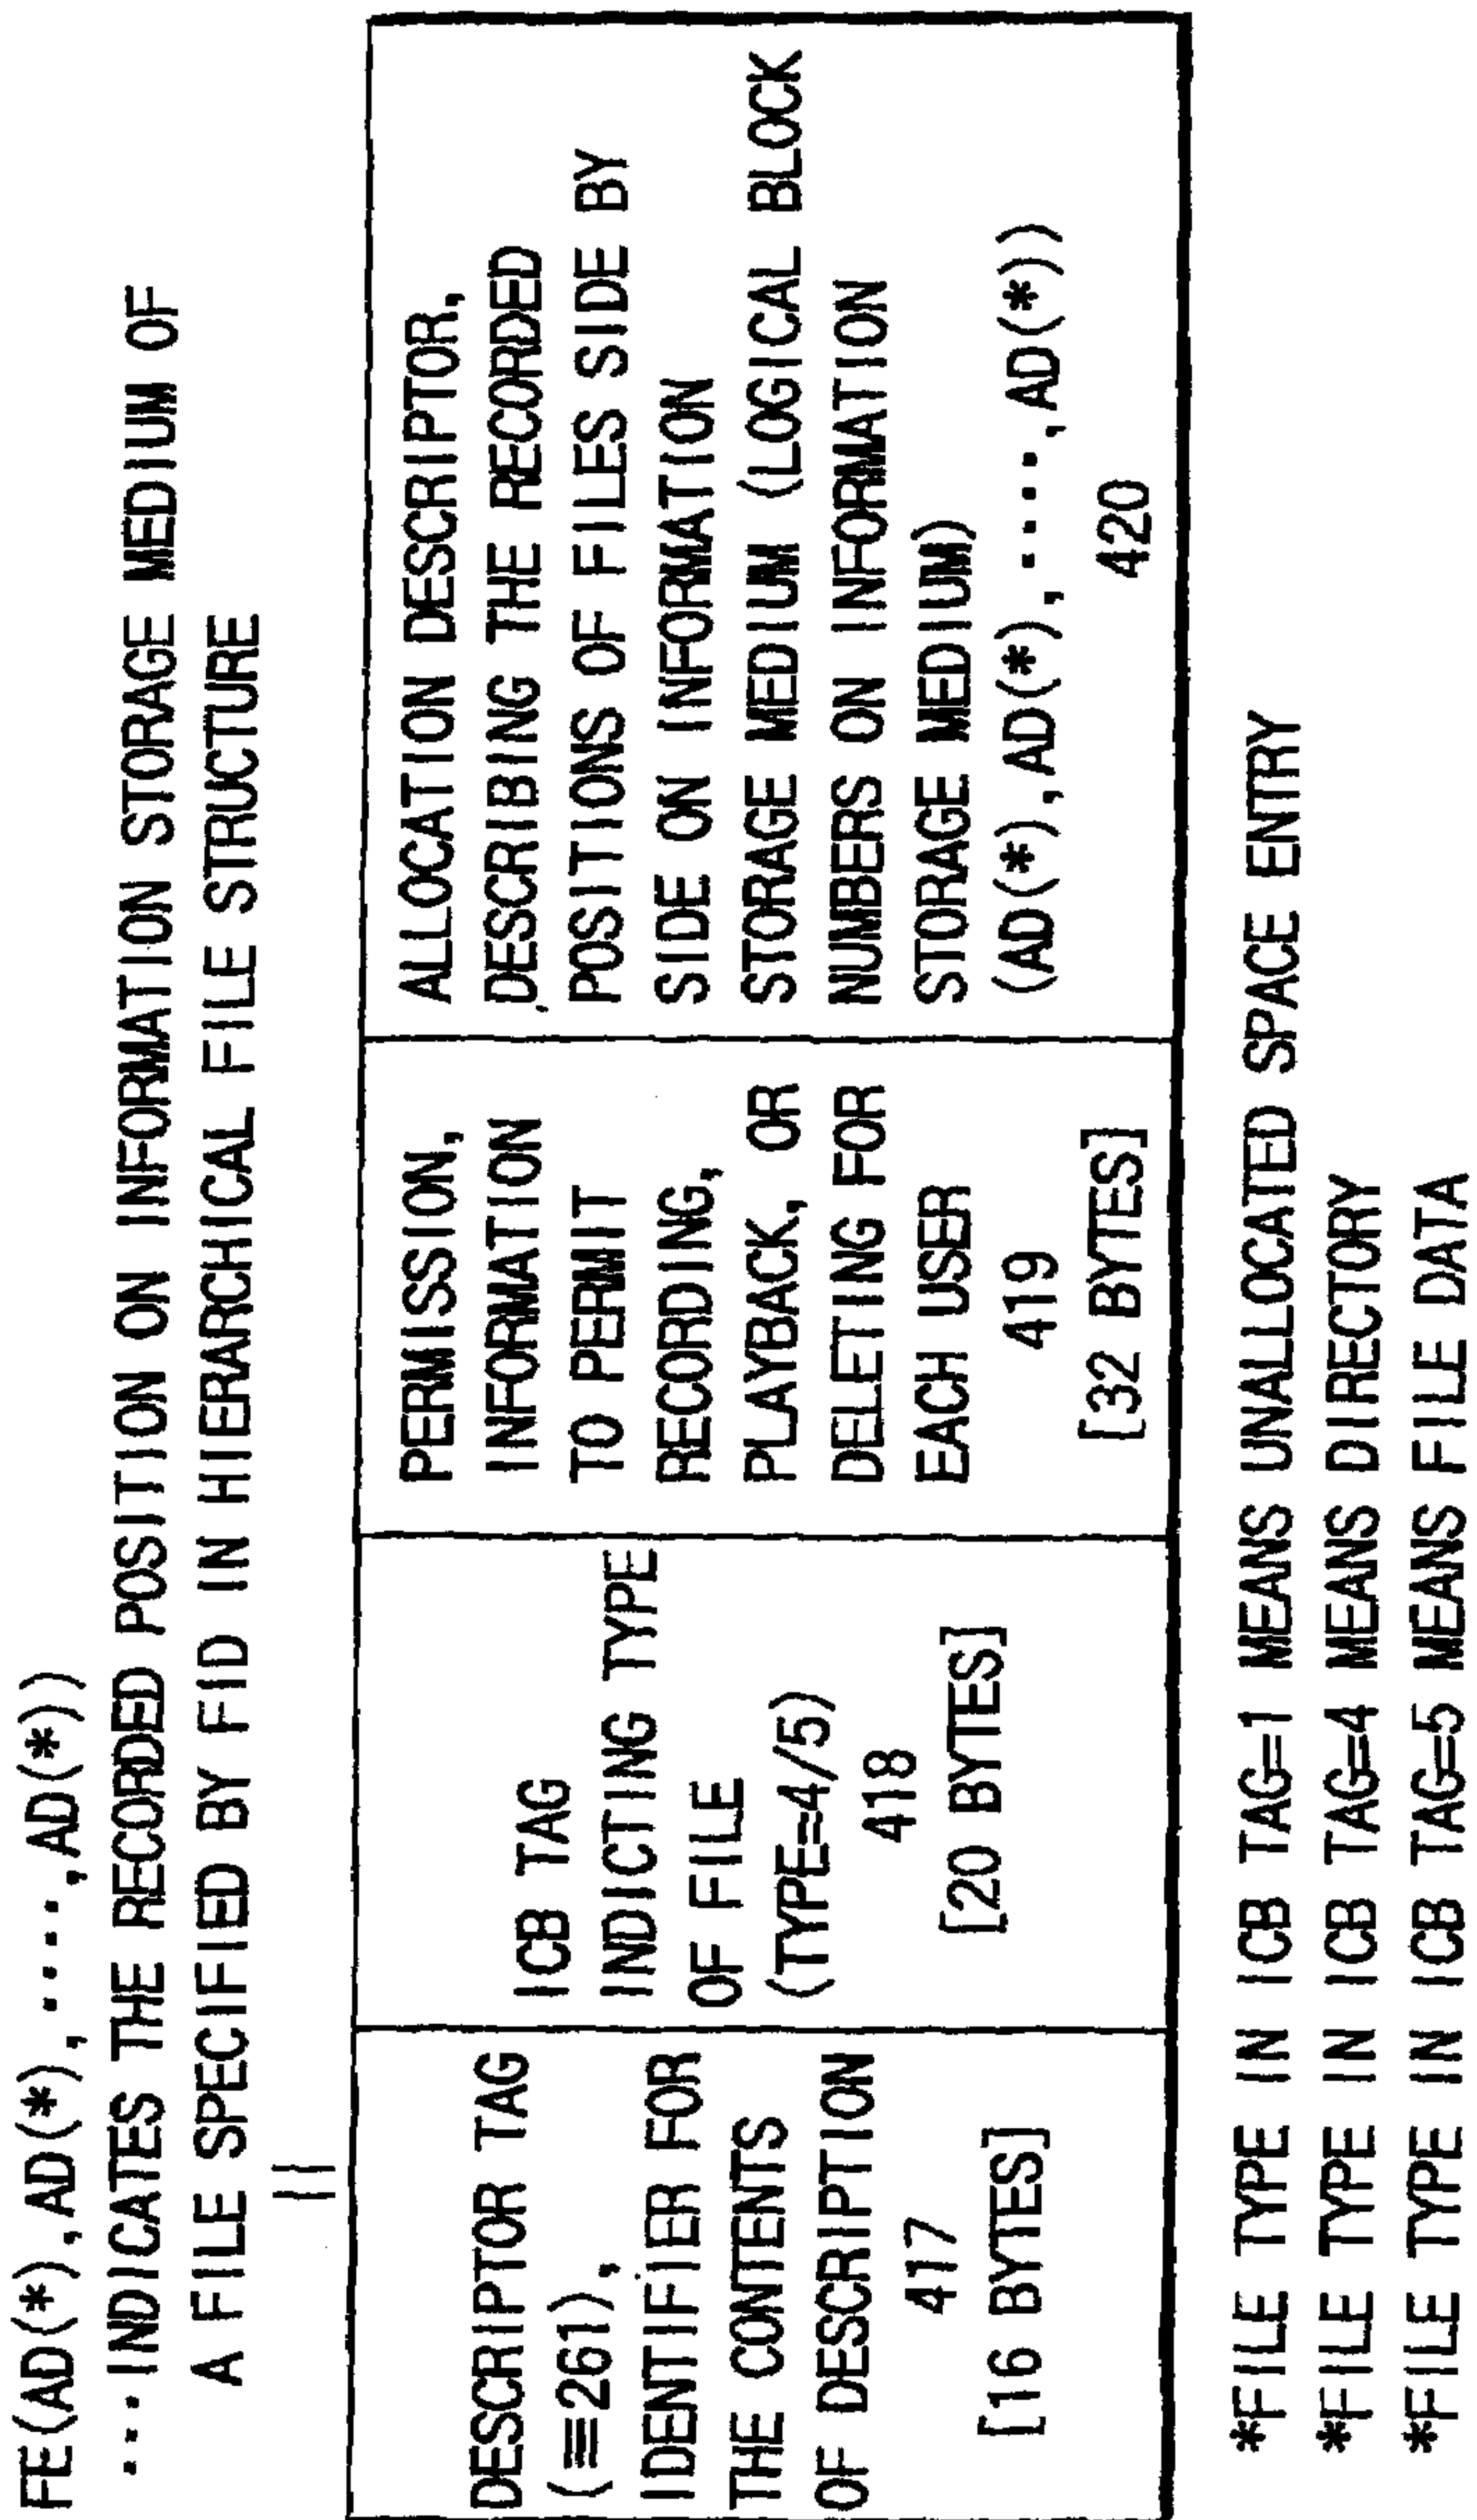 FE(AD(*),AD(*),····,AD(*))
···INDICATES THE RECORDED POSITION ON INFORMATION STORAGE MEDIUM OF
A FILE SPECIFIED BY FID IN HIERARCHICAL FILE STRUCTURE
DESCRIPTOR TAG
(≡261),
IDENTIFIER FOR
THE CONTENTS
OF DESCRIPTION
417
[16 BYTES]
ICB TAG
INDICTING TYPE
OF FILE
(TYPE=4/5)
418
[20 BYTES]
PERMISSION,
INFORMATION
TO PERMIT
RECORDING,
PLAYBACK, OR
DELETING FOR
EACH USER
419
[32 BYTES]
ALLOCATION DESCRIPTOR,
DESCRIBING THE RECORDED
POSITIONS OF FILES SIDE BY
SIDE ON INFORMATION
STORAGE MEDIUM (LOGICAL BLOCK
NUMBERS ON INFORMATION
STORAGE MEDIUM)
(AD(*),AD(*),····,AD(*))
420
*FILE TYPE IN ICB TAG=1 MEANS UNALLOCATED SPACE ENTRY
*FILE TYPE IN ICB TAG=4 MEANS DIRECTORY
*FILE TYPE IN ICB TAG=5 MEANS FILE DATA